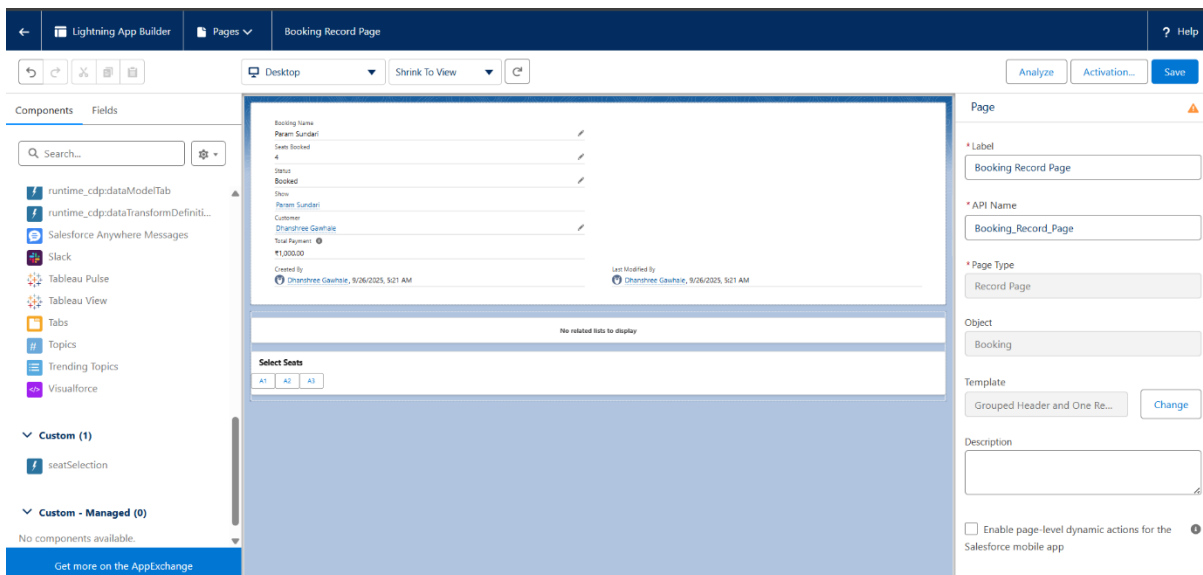 Lightning App Builder
Pages
Booking Record Page
? Help
Desktop
Shrink To View
Analyze
Activation...
Save
Components
Fields
Search...
runtime_cdp:dataModelTab
runtime_cdp:dataTransformDefiniti...
Salesforce Anywhere Messages
Slack
Tableau Pulse
Tableau View
Tabs
# Topics
Trending Topics
Visualforce
Custom (1)
seatSelection
Custom - Managed (0)
No components available.
Get more on the AppExchange
Booking Name
Param Sundari
Seats Booked
4
Status
Booked
Show
Param Sundari
Customer
Dhanshree Gawhale
Total Payment
₹1,000.00
Created By
Dhanshree Gawhale, 9/26/2025, 5:21 AM
Last Modified By
Dhanshree Gawhale, 9/26/2025, 5:21 AM
No related lists to display
Select Seats
A1 A2 A3
Page
*Label
Booking Record Page
*API Name
Booking_Record_Page
*Page Type
Record Page
Object
Booking
Template
Grouped Header and One Re...
Change
Description
Enable page-level dynamic actions for the
Salesforce mobile app